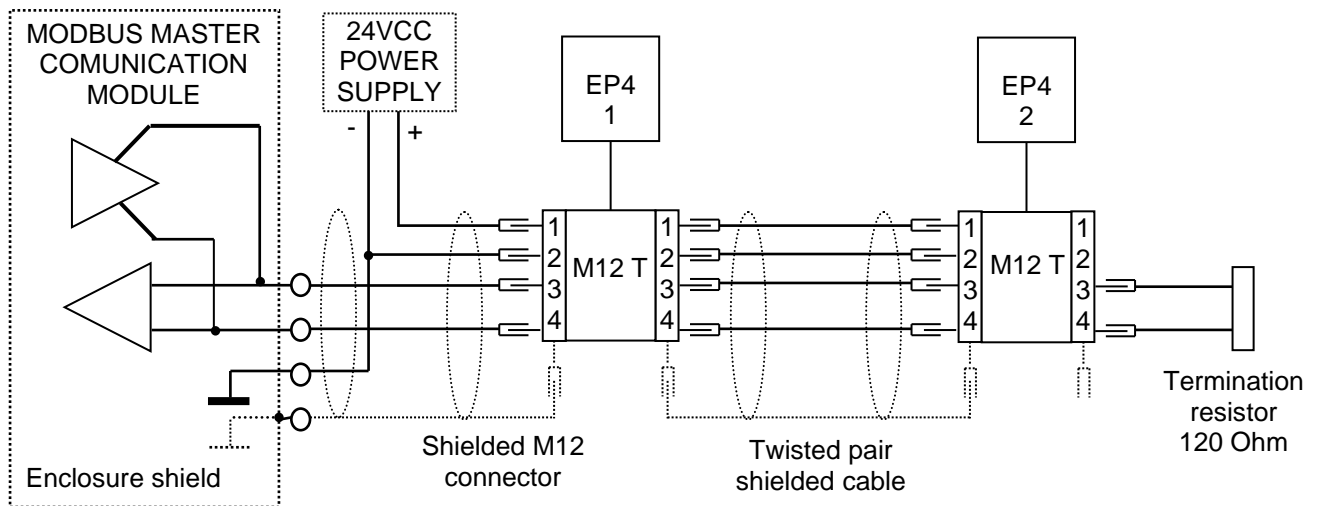 MODBUS MASTER
COMUNICATION
MODULE
24VCC
POWER
SUPPLY
-
+
EP4
1
EP4
2
1
2
3
4
M12 T
1
2
3
4
1
2
3
4
M12 T
1
2
3
4
Enclosure shield
Shielded M12
connector
Twisted pair
shielded cable
Termination
resistor
120 Ohm